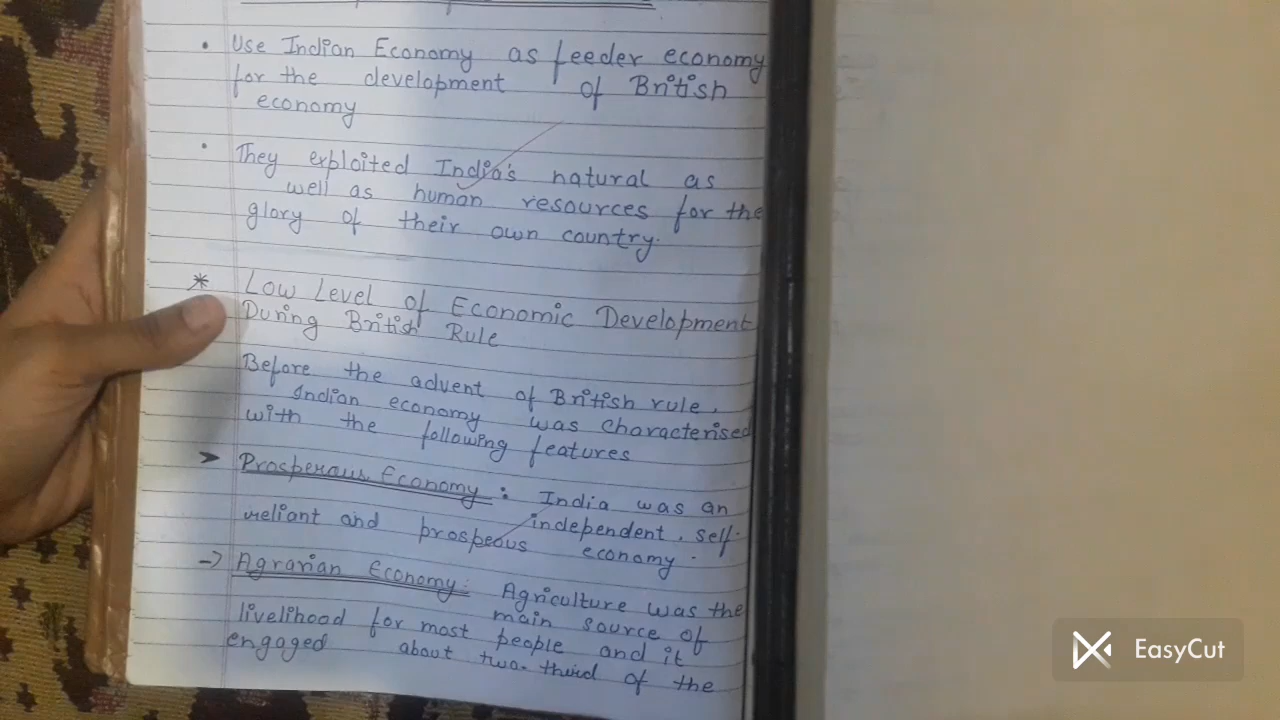 • Use Indian Economy as feeder economy
for the development of British
economy
• They exploited India's natural as
well as human resources for the
glory of their own country.
* Low Level of Economic Development
During British Rule
Before the advent of British rule,
Indian economy was characterised
with the following features
➢ Prosperous Economy : India was an
independent, self-
reliant and prospeous economy.
→ Agrarian Economy: Agriculture was the
main source of
livelihood for most people and it
engaged about two-third of the
EasyCut